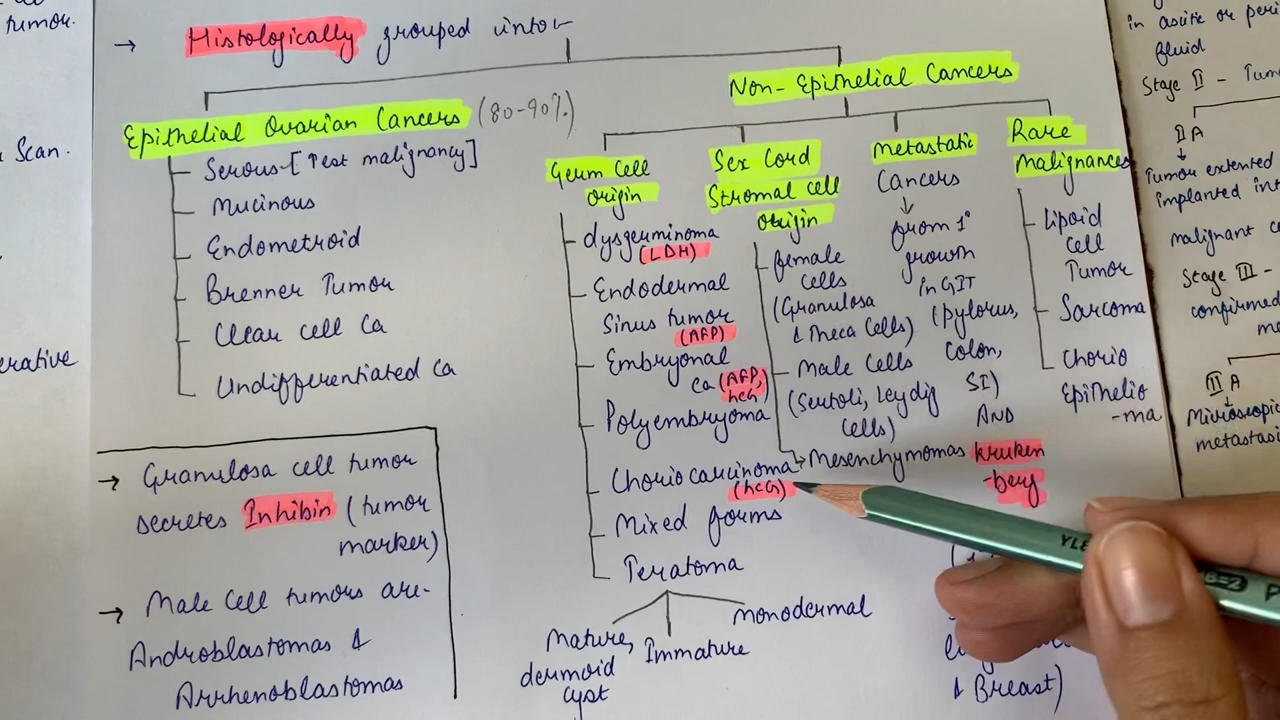 tumor.
Scan.
erative
→ Histologically grouped into:-
Epithelial Ovarian Cancers (80-90%)
Serous-[Test malignancy]
Mucinous
Endometroid
Brenner Tumor
Clear cell Ca
Undifferentiated Ca
→ Granulosa cell tumor
secretes Inhibin (tumor
marker)
→ Male cell tumors are-
Androblastomas &
Arrhenoblastomas
Non-Epithelial Cancers
Germ Cell
Origin
dysgerminoma
(LDH)
Endodermal
Sinus tumor
(AFP)
Embryonal
Ca (AFP,
hCG)
Polyembryoma
Choriocarcinoma
(hCG)
Mixed forms
Teratoma
Mature,
dermoid
cyst
Immature
Monodermal
Sex Cord
Stromal cell
Origin
female
cells
(Granulosa
& Theca Cells)
Male Cells
(Sertoli, Leydig
Cells)
Mesenchymomas
Metastatic
Cancers
↓
from 1°
growth
in GIT
(pylorus,
Colon,
SI)
AND
kruken
-berg
& Breast)
Rare
Malignances
Lipoid
cell
Tumor
Sarcoma
Chorio
Epithelio
-ma
in ascite or peri
fluid
Stage II - Tum
II A
↓
Tumor extented
implanted int
malignant c
Stage III -
confirmed
ma
III A
↓
Microscopic
metastasi